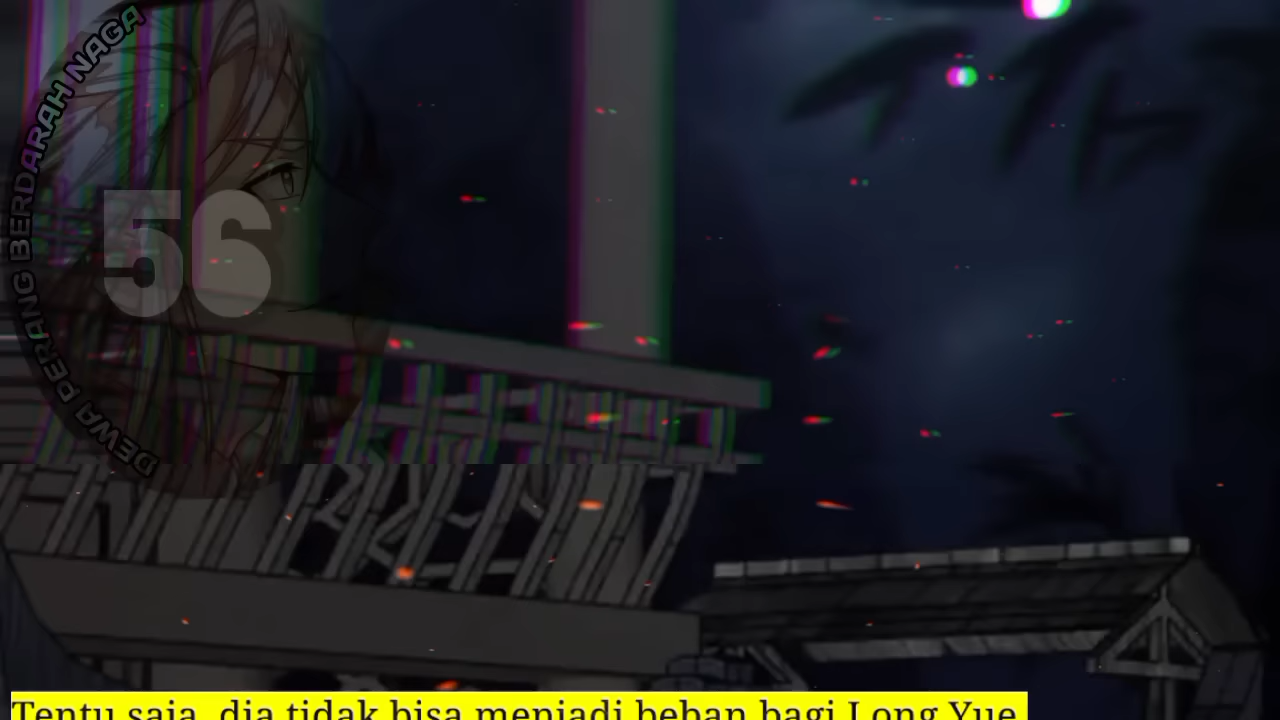 DEWA PERANG BERDARAH NAGA
56
Tentu saja, dia tidak bisa menjadi beban bagi Long Yue